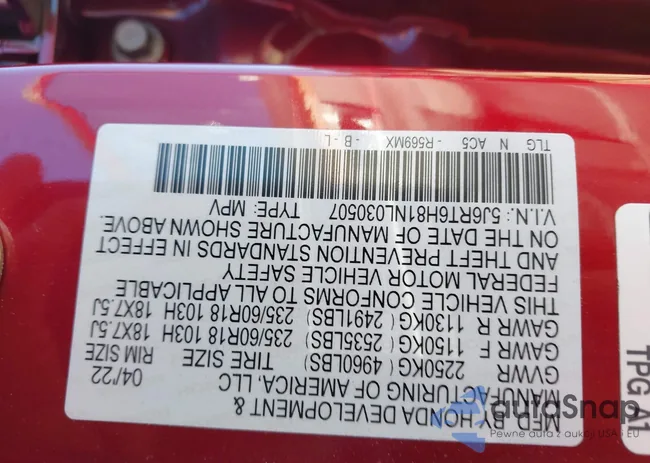 MFD. BY HONDA DEVELOPMENT &
MANUFACTURING OF AMERICA, LLC 04/22
GVWR 2250KG (4960LBS) TIRE SIZE RIM SIZE
GAWR F 1150KG (2535LBS) 235/60R18 103H 18X7.5J
GAWR R 1130KG (2491LBS) 235/60R18 103H 18X7.5J
THIS VEHICLE CONFORMS TO ALL APPLICABLE
FEDERAL MOTOR VEHICLE SAFETY
AND THEFT PREVENTION STANDARDS IN EFFECT
ON THE DATE OF MANUFACTURE SHOWN ABOVE.
V.I.N.: 5J6RT6H81NL030507 TYPE: MPV
TLG N AC5 - R569MX - B - L
TPG A1
autoSnap
Pewne auta z aukcji USA i EU